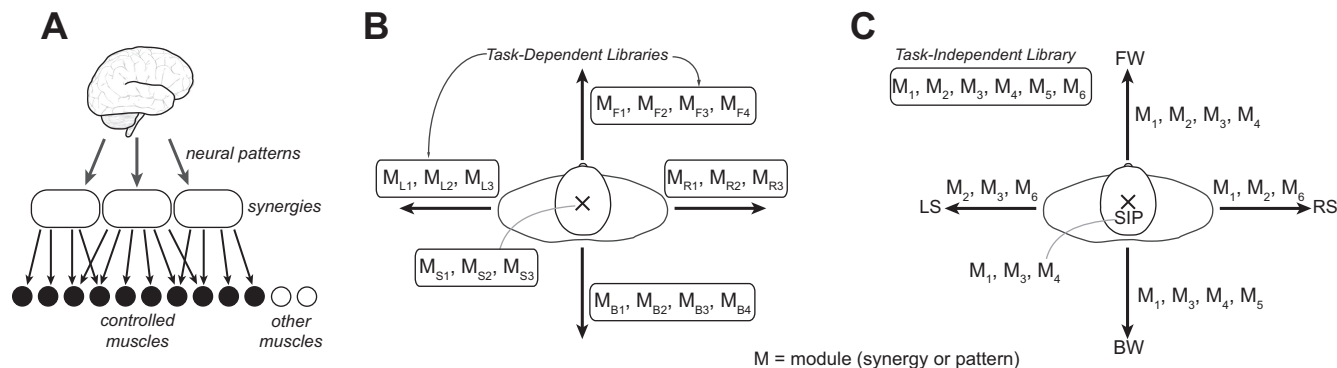 A
neural patterns
synergies
controlled
muscles
other
muscles
B
Task-Dependent Libraries
M_F1, M_F2, M_F3, M_F4
M_L1, M_L2, M_L3
M_R1, M_R2, M_R3
M_S1, M_S2, M_S3
M_B1, M_B2, M_B3, M_B4
C
Task-Independent Library
M_1, M_2, M_3, M_4, M_5, M_6
FW
M_1, M_2, M_3, M_4
LS
M_2, M_3, M_6
M_1, M_2, M_6
RS
SIP
M_1, M_3, M_4
M_1, M_3, M_4, M_5
BW
M = module (synergy or pattern)